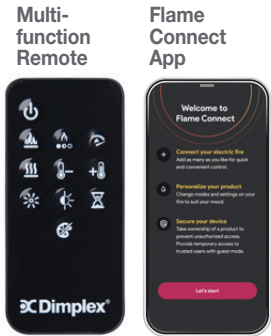 Multi-
function
Remote
Flame
Connect
App
Dimplex®
Welcome to
Flame Connect
Connect your electric fire
Add as many as you like for quick
and convenient control.
Personalize your product
Change modes and settings on your
fire to suit your mood.
Secure your device
Take ownership of a product to
prevent unauthorized access.
Provide temporary access to
trusted users with guest mode.
Let's start